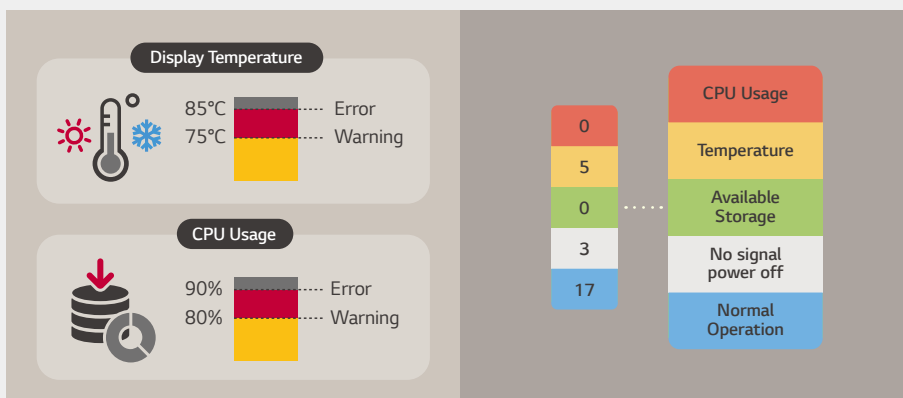 Display Temperature
85°C
Error
75°C
Warning
CPU Usage
90%
Error
80%
Warning
0
5
0
3
17
CPU Usage
Temperature
Available
Storage
No signal
power off
Normal
Operation